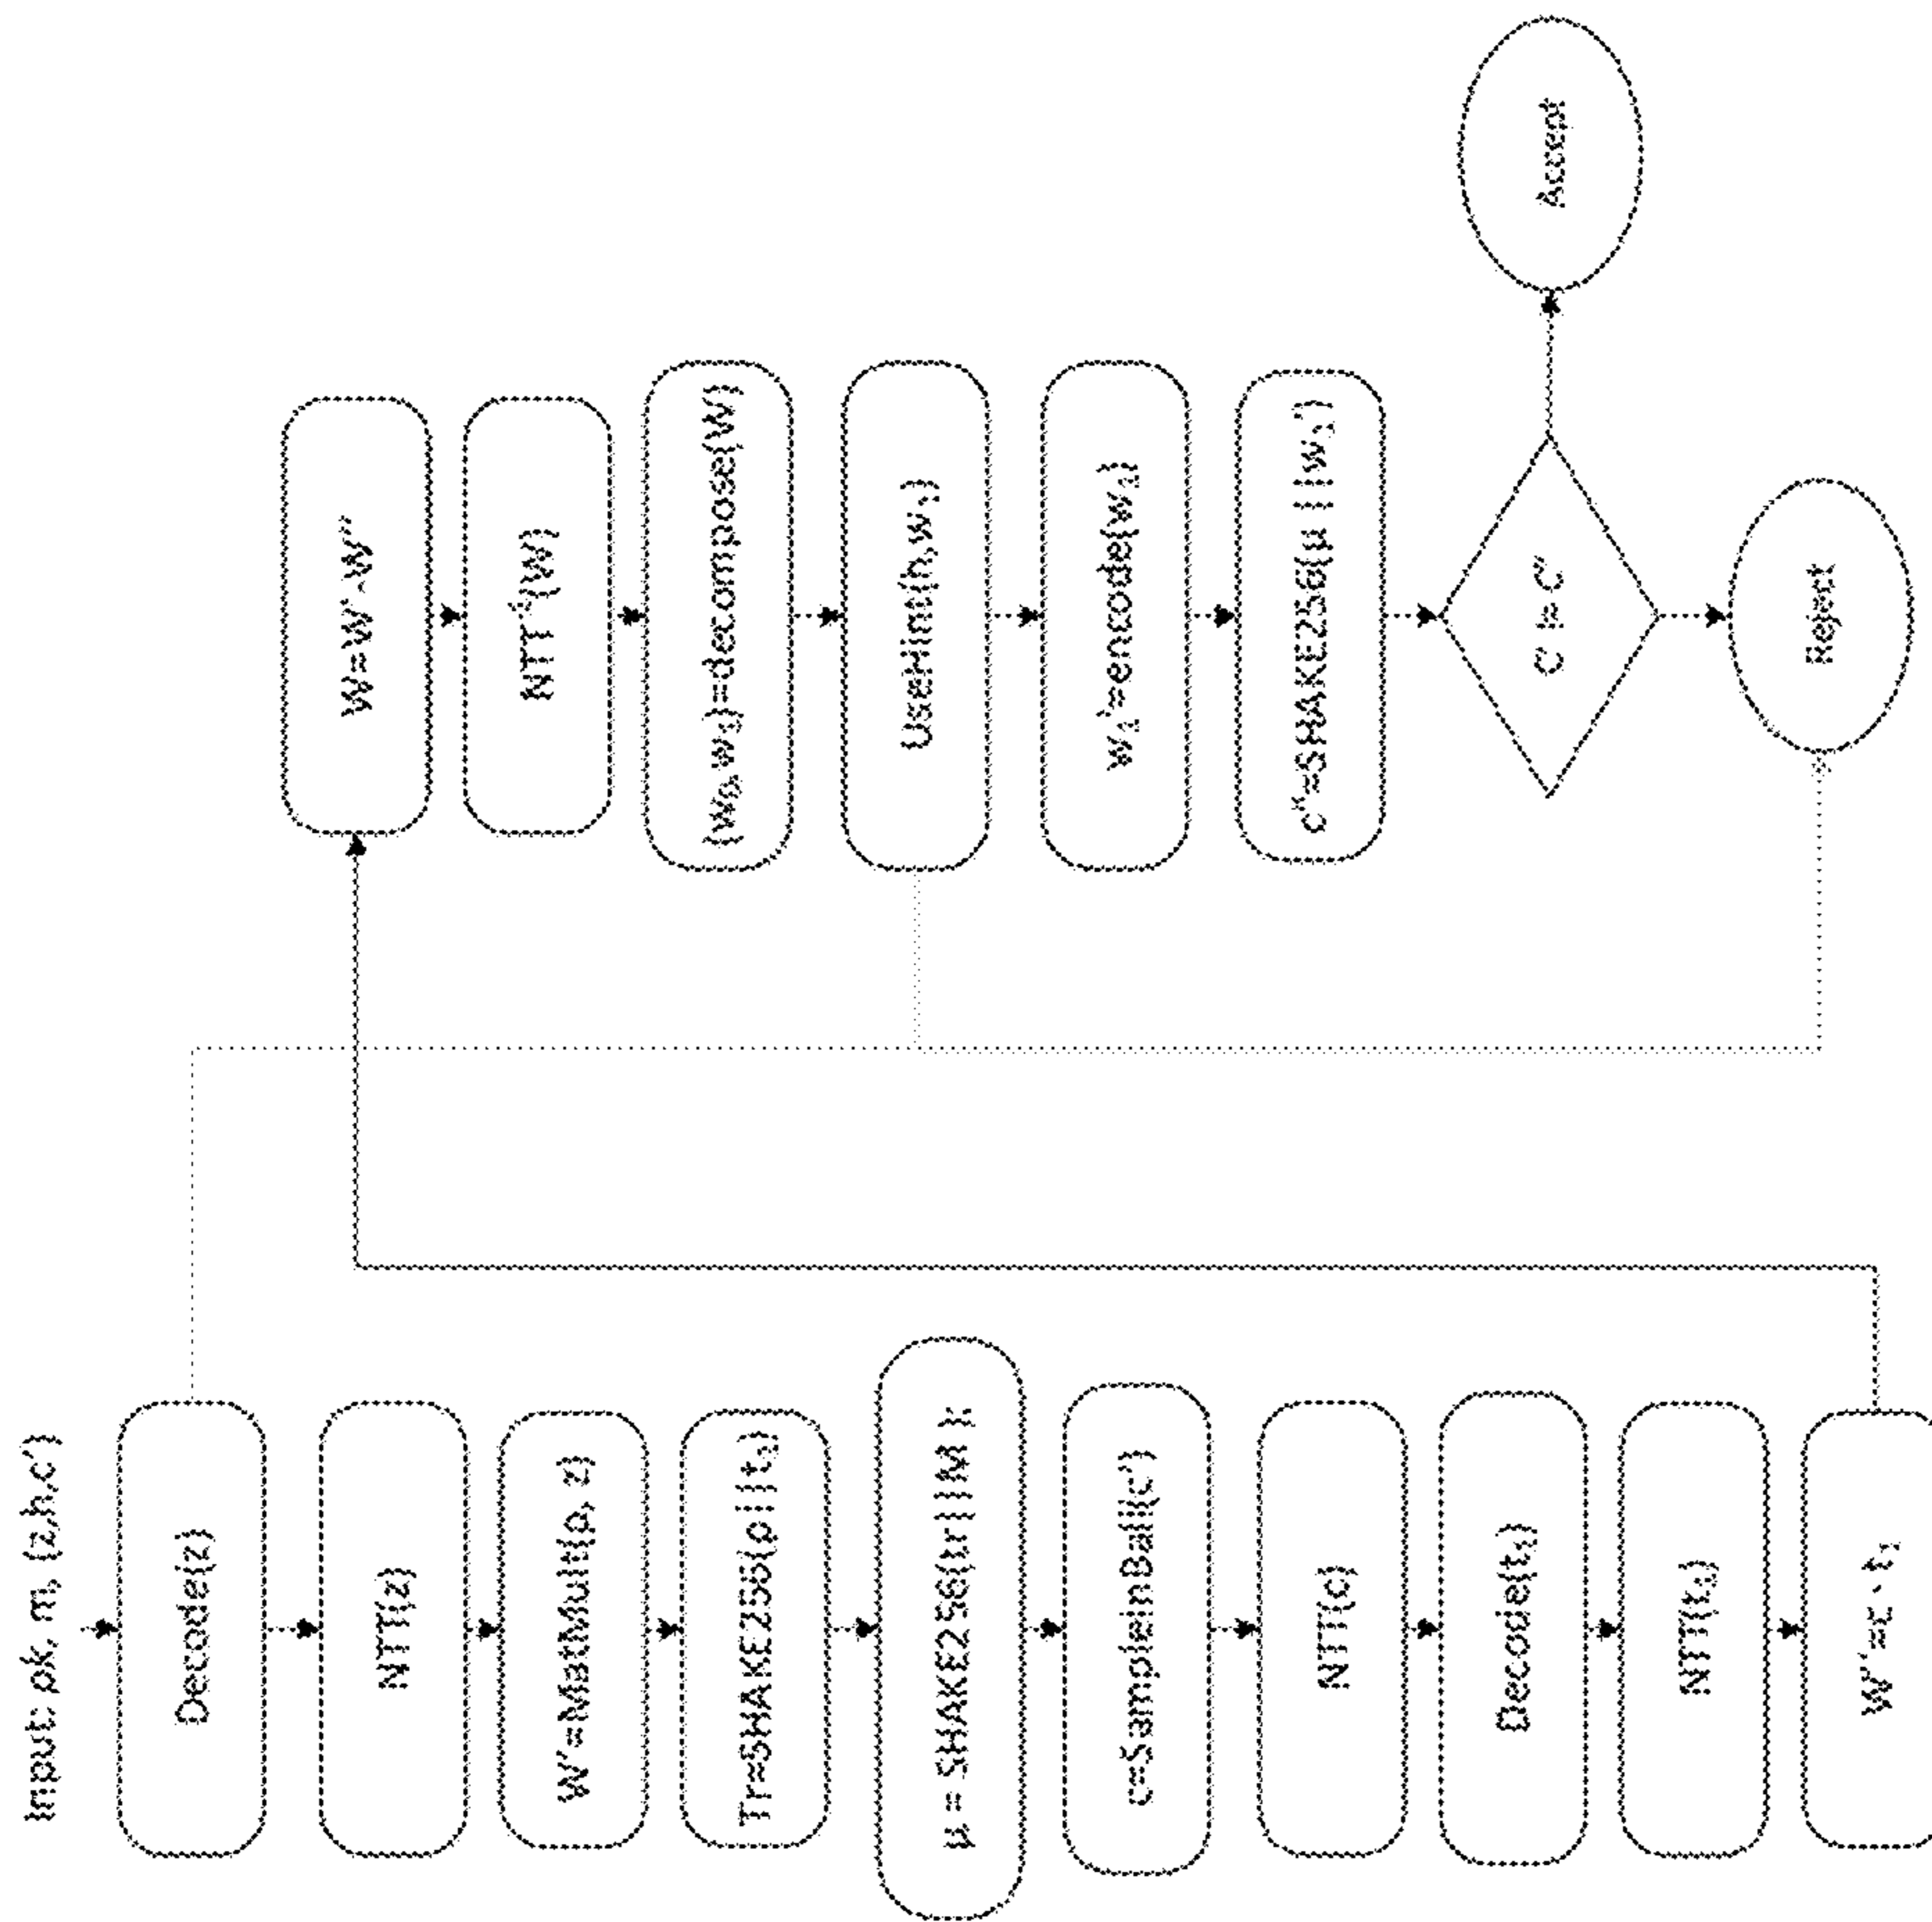 Input: pk, m, (z,h,c')
Decode(z)
NTT(z)
W'=MatMult(ρ, z)
Tr=SHAKE256(ρ||t₁)
μ = SHAKE256(tr||M);
c=SampleinBall(c')
NTT(c)
Decode(t₁)
NTT(t₁)
W''=c · t₁
W=W'-W''
NTT⁻¹(W)
(w₀,w₁)=decompose(W)
UseHint(h,w₁)
w₁'=encode(w₁)
c''=SHAKE256(μ||w₁')
Accept
Reject